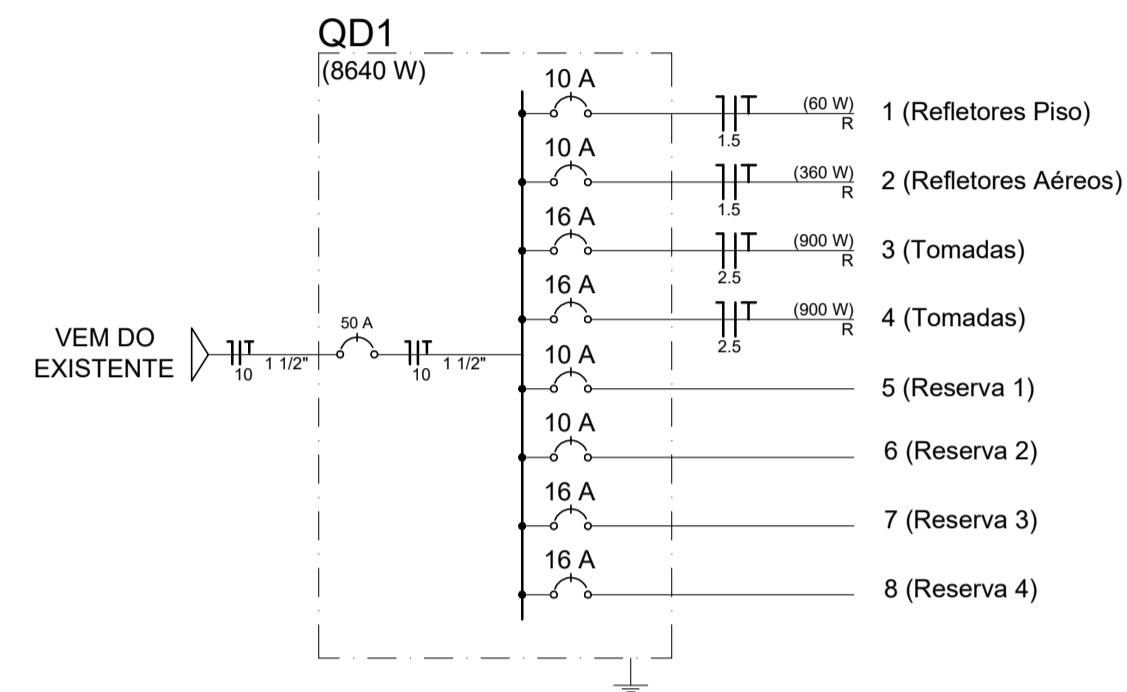 QD1
(8640 W)
10 A
1.5
(60 W)
R
1 (Refletores Piso)
10 A
1.5
(360 W)
R
2 (Refletores Aéreos)
16 A
2.5
(900 W)
R
3 (Tomadas)
16 A
2.5
(900 W)
R
4 (Tomadas)
VEM DO
EXISTENTE
10
1 1/2"
50 A
10
1 1/2"
10 A
5 (Reserva 1)
10 A
6 (Reserva 2)
16 A
7 (Reserva 3)
16 A
8 (Reserva 4)